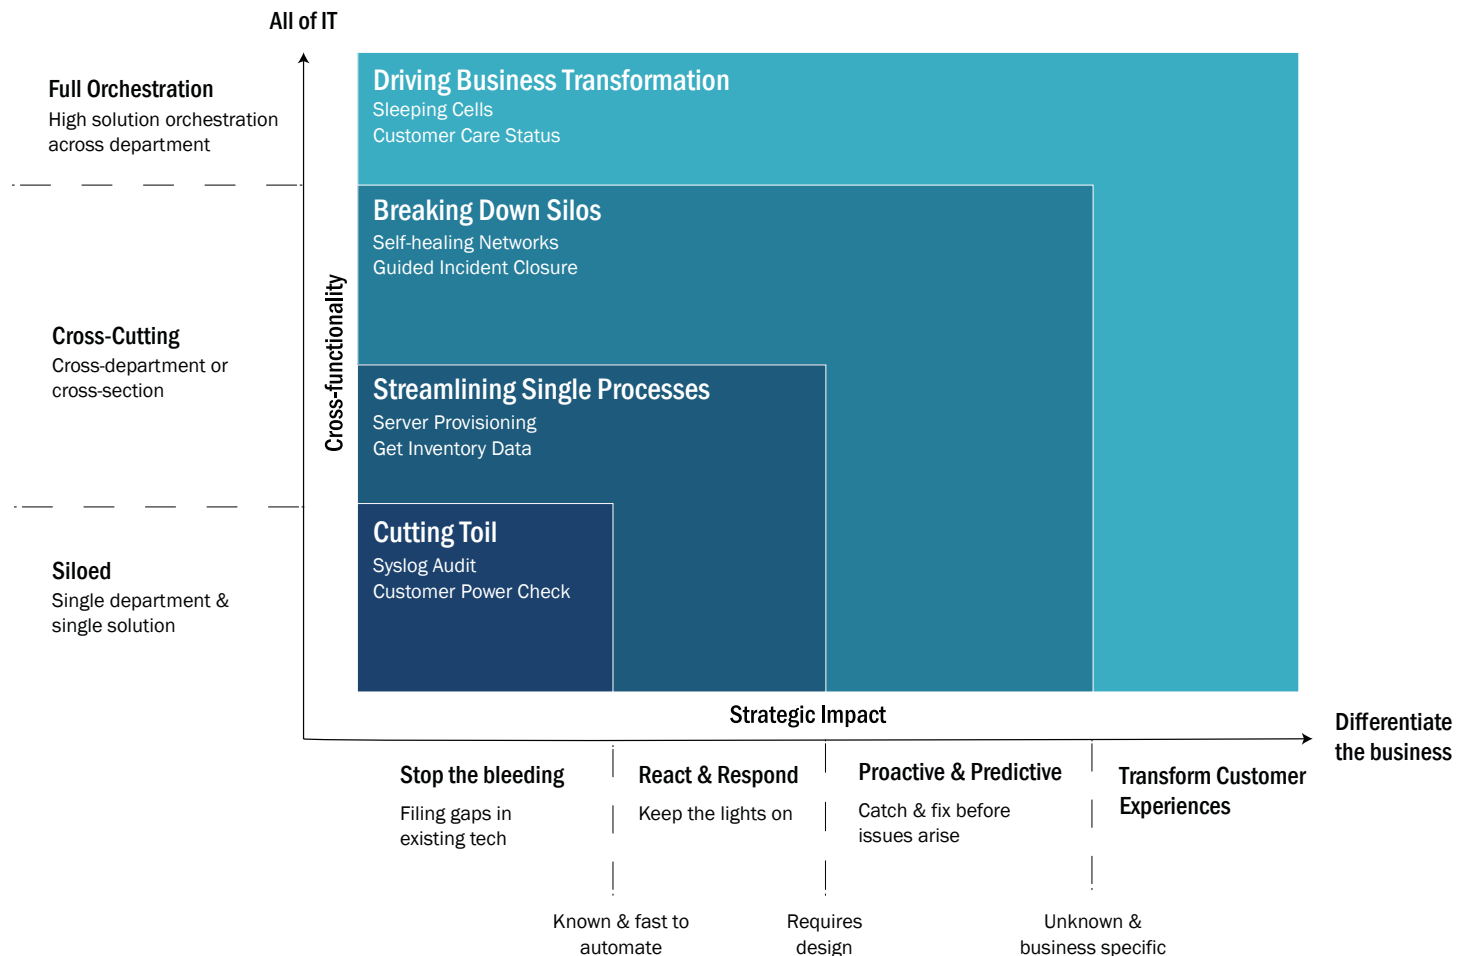 All of IT
Full Orchestration
High solution orchestration
across department
Cross-Cutting
Cross-department or
cross-section
Siloed
Single department &
single solution
Cross-functionality
Driving Business Transformation
Sleeping Cells
Customer Care Status
Breaking Down Silos
Self-healing Networks
Guided Incident Closure
Streamlining Single Processes
Server Provisioning
Get Inventory Data
Cutting Toil
Syslog Audit
Customer Power Check
Strategic Impact
Differentiate
the business
Stop the bleeding
Filing gaps in
existing tech
React & Respond
Keep the lights on
Proactive & Predictive
Catch & fix before
issues arise
Transform Customer
Experiences
Known & fast to
automate
Requires
design
Unknown &
business specific